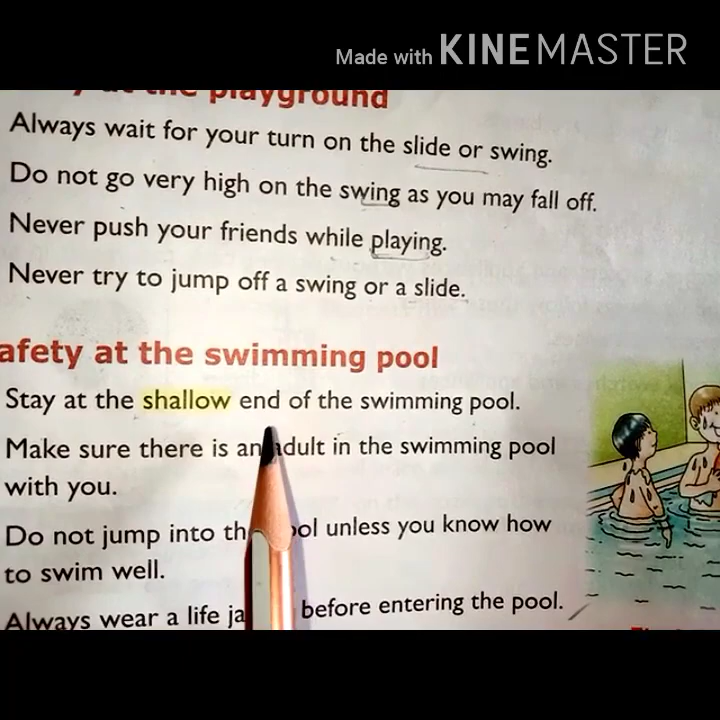 Made with KINEMASTER
at the playground
Always wait for your turn on the slide or swing.
Do not go very high on the swing as you may fall off.
Never push your friends while playing.
Never try to jump off a swing or a slide.
afety at the swimming pool
Stay at the shallow end of the swimming pool.
Make sure there is an adult in the swimming pool
with you.
Do not jump into th ol unless you know how
to swim well.
Always wear a life ja before entering the pool.